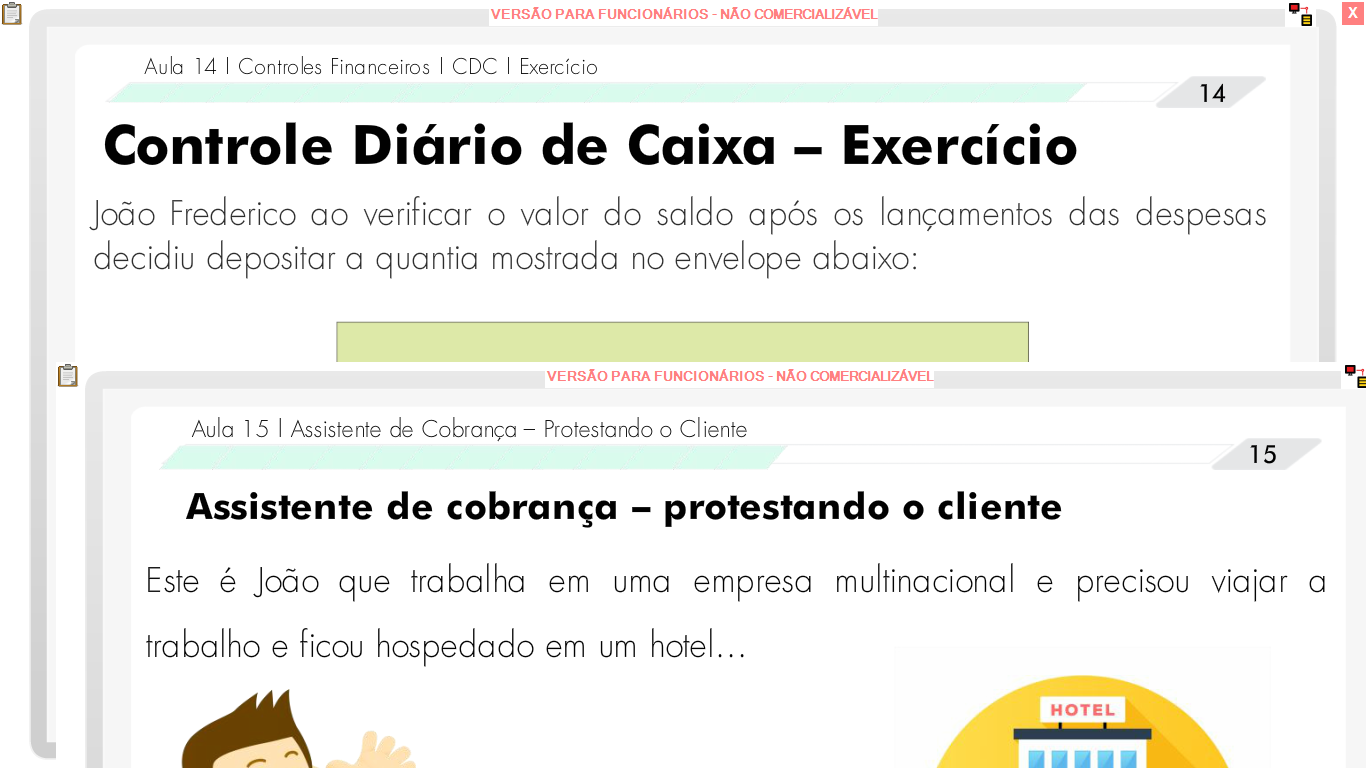 VERSÃO PARA FUNCIONÁRIOS - NÃO COMERCIALIZÁVEL
X
Aula 14 | Controles Financeiros | CDC | Exercício
14
Controle Diário de Caixa – Exercício
João Frederico ao verificar o valor do saldo após os lançamentos das despesas
decidiu depositar a quantia mostrada no envelope abaixo:
VERSÃO PARA FUNCIONÁRIOS - NÃO COMERCIALIZÁVEL
Aula 15 | Assistente de Cobrança – Protestando o Cliente
15
Assistente de cobrança – protestando o cliente
Este é João que trabalha em uma empresa multinacional e precisou viajar a
trabalho e ficou hospedado em um hotel...
HOTEL